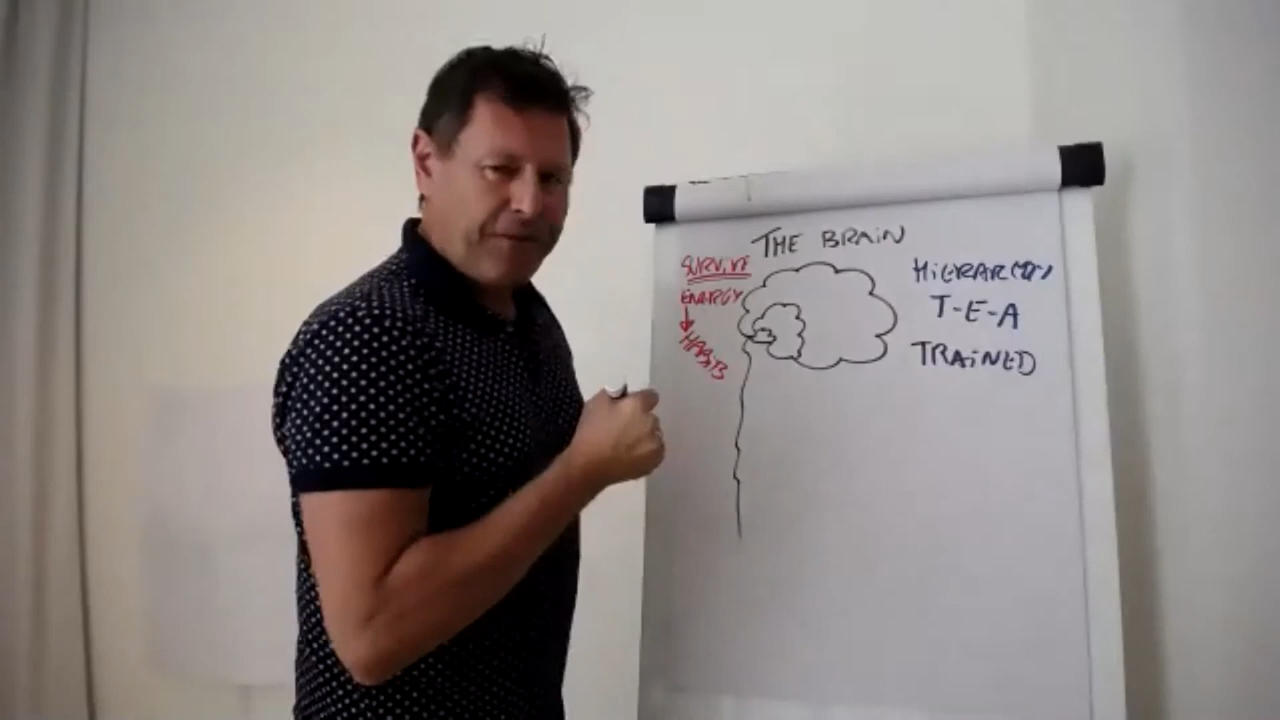 THE BRAiN
SURViVE
ENERGY
HABiTS
HiERARCHY
T-E-A
TRAiNED